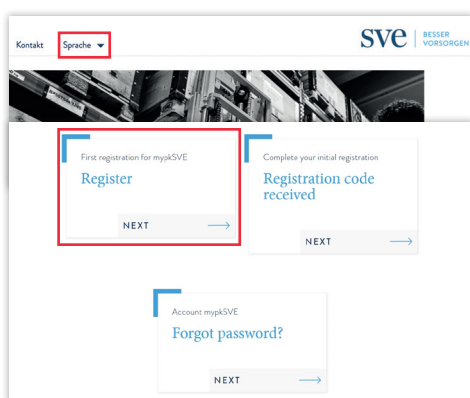 Kontakt
Sprache
sve
BESSER
VORSORGEN
First registration for mypkSVE
Register
NEXT
Complete your initial registration
Registration code
received
NEXT
Account mypkSVE
Forgot password?
NEXT